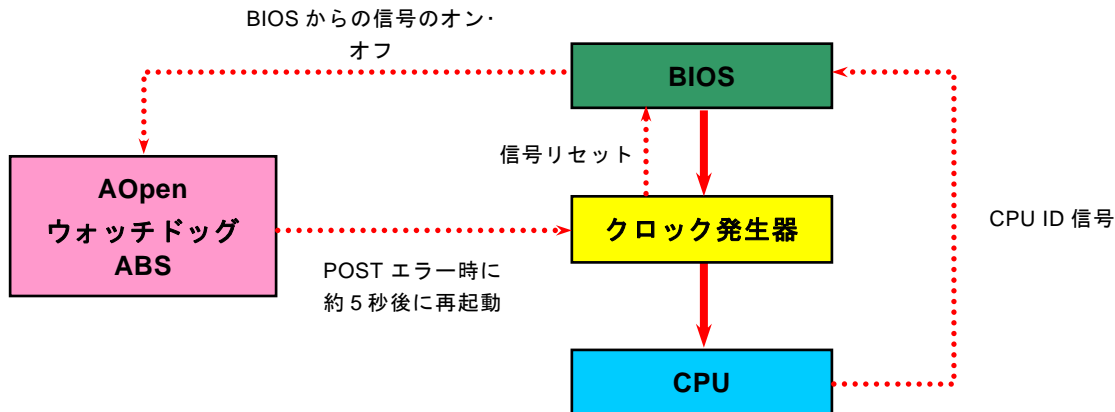 BIOS からの信号のオン･
オフ
BIOS
信号リセット
AOpen
ウォッチドッグ
ABS
クロック発生器
CPU ID 信号
POST エラー時に
約 5 秒後に再起動
CPU